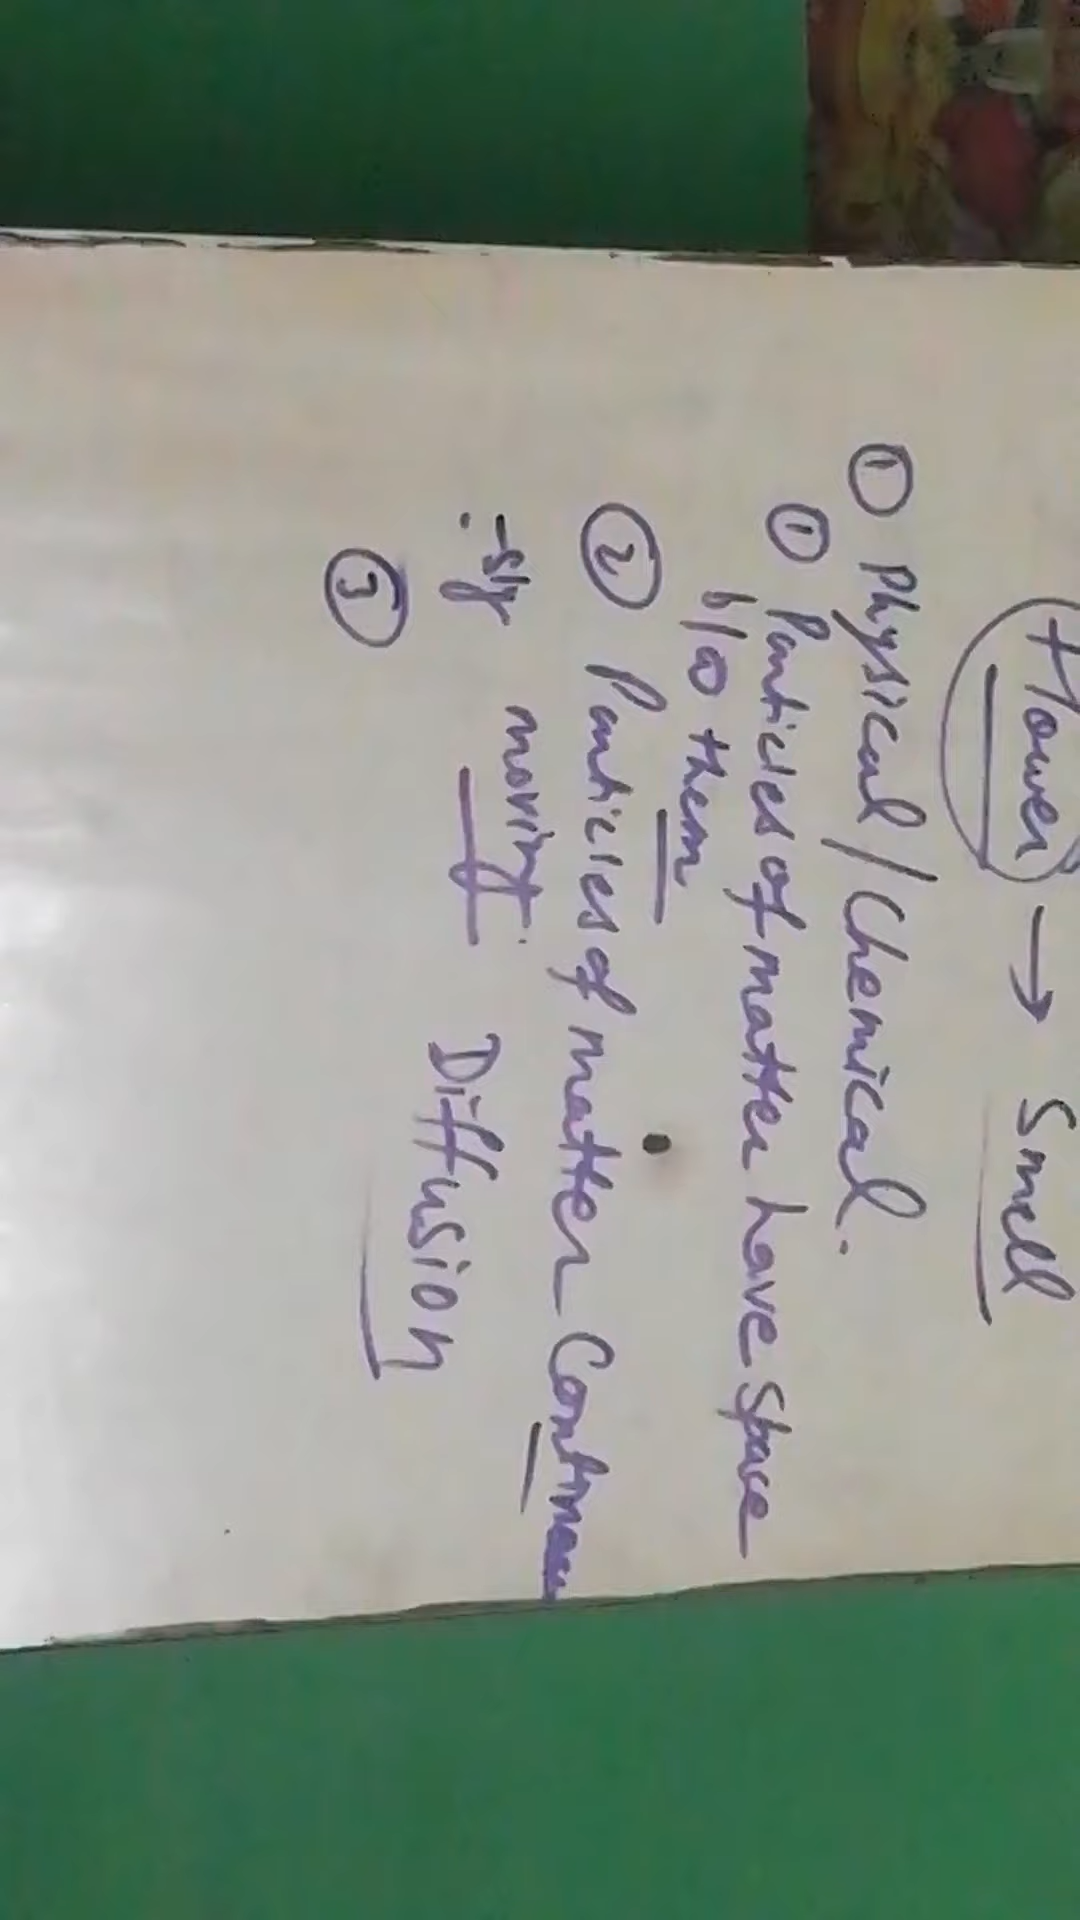 Flower → Smell
① Physical/Chemical.
① Particles of matter have space
b/w them
② Particles of matter Continou
-sly moving. Diffusion
③